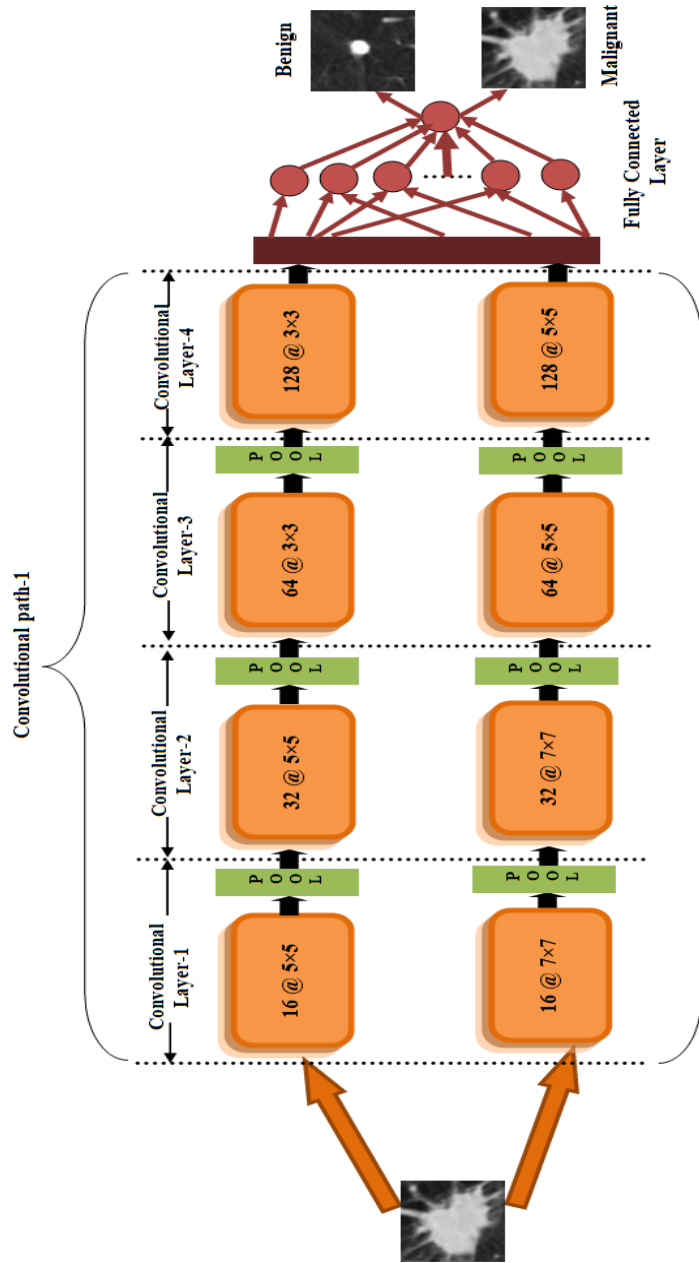 Convolutional path-1
Convolutional
Layer-1
Convolutional
Layer-2
Convolutional
Layer-3
Convolutional
Layer-4
16 @ 5×5
POOL
32 @ 5×5
POOL
64 @ 3×3
POOL
128 @ 3×3
16 @ 7×7
POOL
32 @ 7×7
POOL
64 @ 5×5
POOL
128 @ 5×5
Fully Connected
Layer
Benign
Malignant